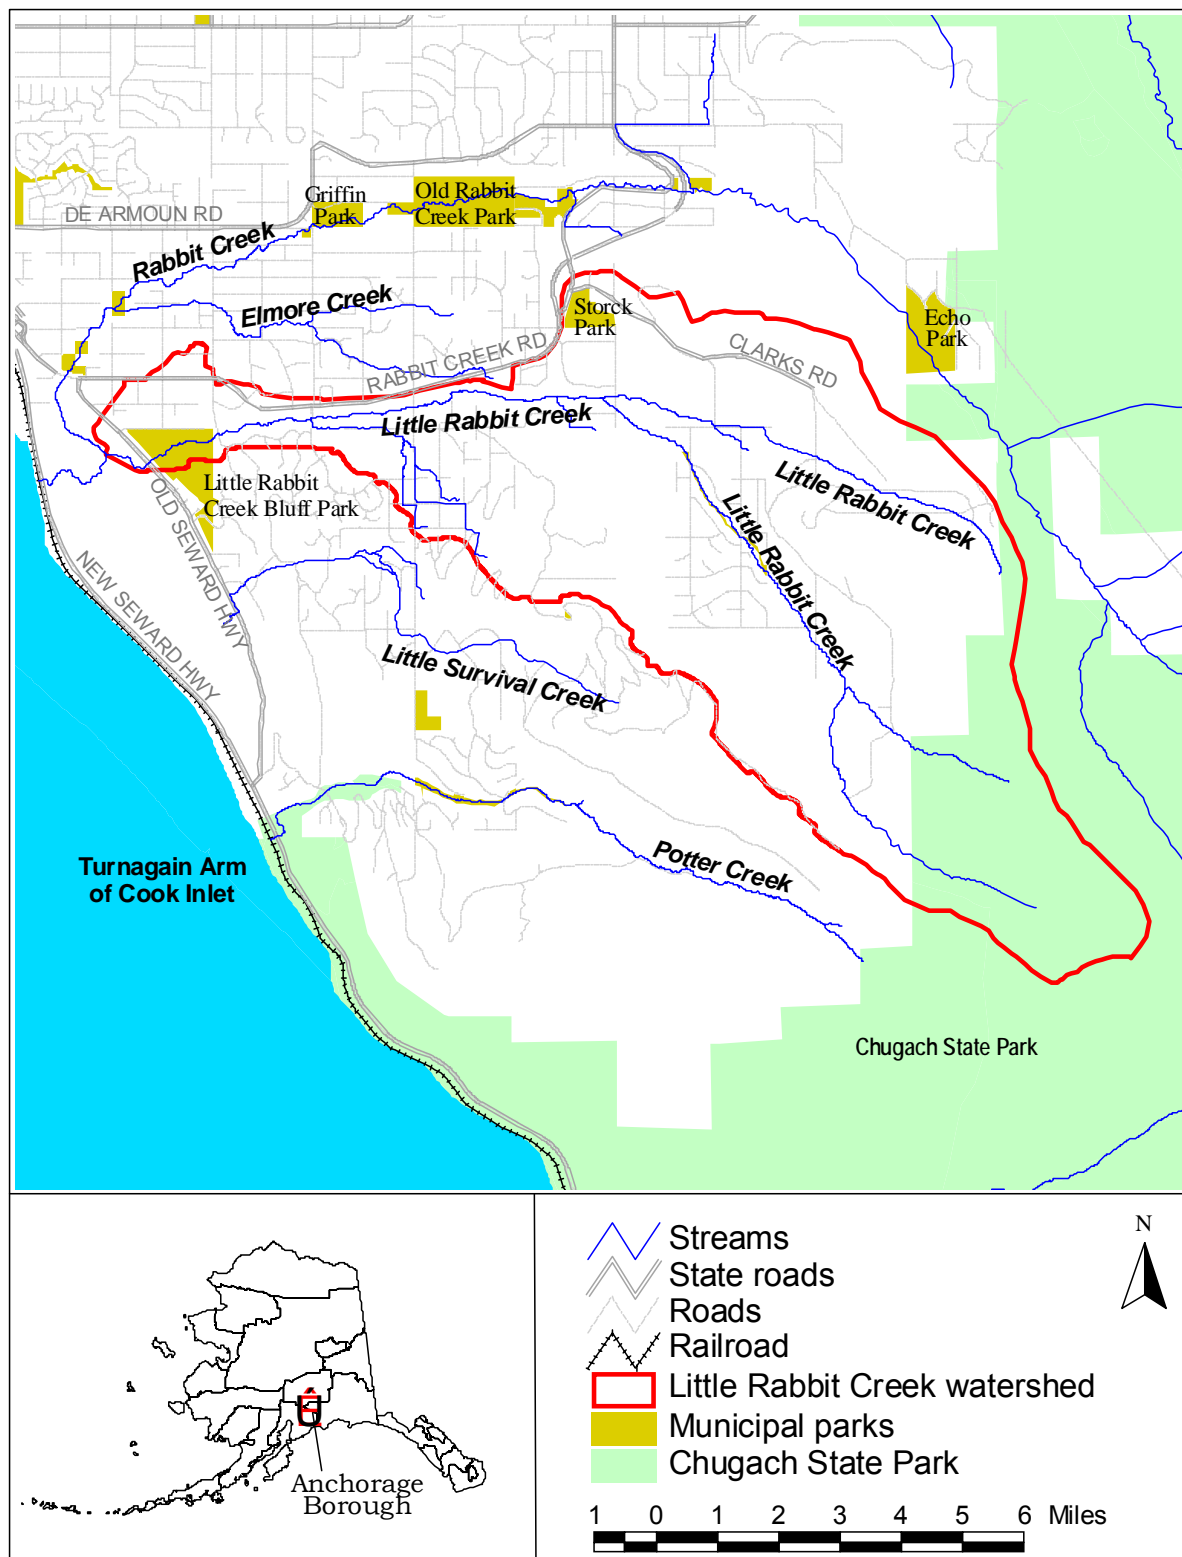 Griffin
Park
Old Rabbit
Creek Park
DE ARMOUN RD
Rabbit Creek
Elmore Creek
Storck
Park
Echo
Park
RABBIT CREEK RD
CLARKS RD
Little Rabbit Creek
Little Rabbit Creek
Little Rabbit
Creek Bluff Park
OLD SEWARD HWY
Little Rabbit Creek
NEW SEWARD HWY
Little Survival Creek
Turnagain Arm
of Cook Inlet
Potter Creek
Chugach State Park
Anchorage
Borough
Streams
State roads
Roads
Railroad
Little Rabbit Creek watershed
Municipal parks
Chugach State Park
N
1 0 1 2 3 4 5 6 Miles